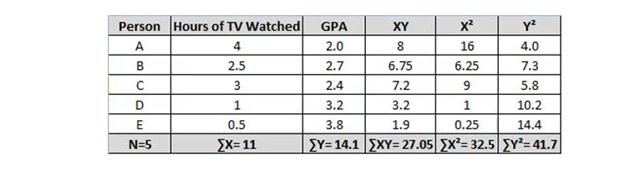 Person Hours of TV Watched GPA XY X² Y²
A 4 2.0 8 16 4.0
B 2.5 2.7 6.75 6.25 7.3
C 3 2.4 7.2 9 5.8
D 1 3.2 3.2 1 10.2
E 0.5 3.8 1.9 0.25 14.4
N=5 ∑X= 11 ∑Y= 14.1 ∑XY= 27.05 ∑X²= 32.5 ∑Y²= 41.7